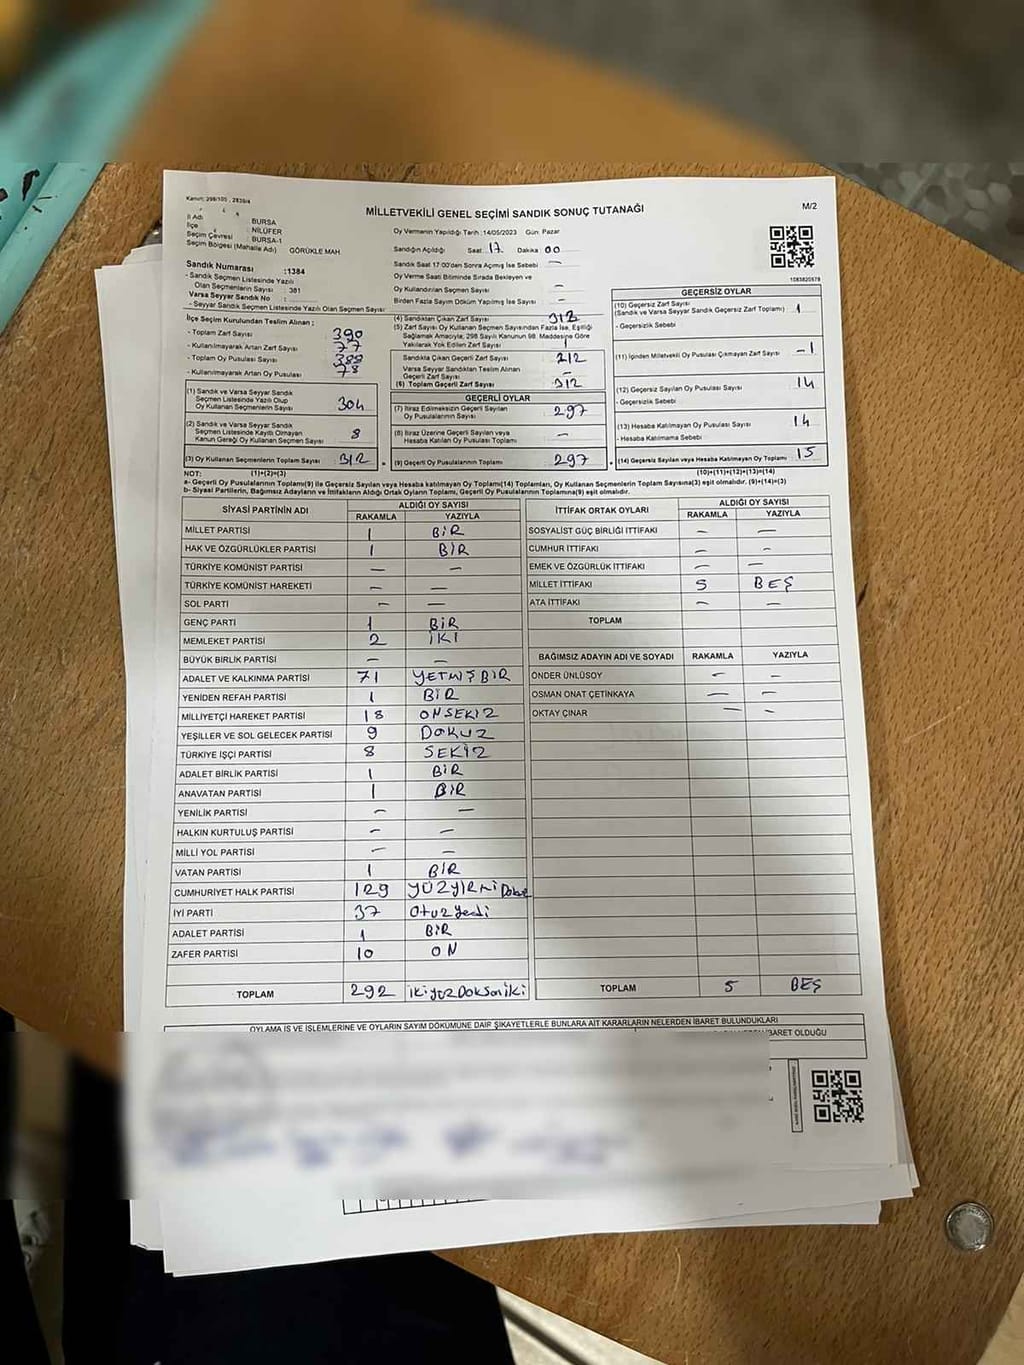 Kanun: 298/105, 2839/4
MİLLETVEKİLİ GENEL SEÇİMİ SANDIK SONUÇ TUTANAĞI
M/2
İl Adı : BURSA
İlçe : NİLÜFER
Seçim Çevresi : BURSA-1
Seçim Bölgesi (Mahalle Adı) GÖRÜKLE MAH
Sandık Numarası :1384
- Sandık Seçmen Listesinde Yazılı
Olan Seçmenlerin Sayısı : 381
Varsa Seyyar Sandık No :
- Seyyar Sandık Seçmen Listesinde Yazılı Olan Seçmen Sayısı
Oy Vermenin Yapıldığı Tarih :14/05/2023 Gün: Pazar
Sandığın Açıldığı Saat 17 Dakika 00
Sandık Saat 17:00'dan Sonra Açımış İse Sebebi —
Oy Verme Saati Bitiminde Sırada Bekleyen ve
Oy Kullandırılan Seçmen Sayısı —
Birden Fazla Sayım Döküm Yapılmış İse Sayısı —
1083820578
İlçe Seçim Kurulundan Teslim Alınan ;
- Toplam Zarf Sayısı 390
- Kullanılmayarak Artan Zarf Sayısı 77
- Toplam Oy Pusulası Sayısı
- Kullanılmayarak Artan Oy Pusulası 78
(1) Sandık ve Varsa Seyyar Sandık
Seçmen Listesinde Yazılı Olup
Oy Kullanan Seçmenlerin Sayısı 304
(2) Sandık ve Varsa Seyyar Sandık
Seçmen Listesinde Kayıtlı Olmayan
Kanun Gereği Oy Kullanan Seçmen Sayısı 8
(3) Oy Kullanan Seçmenlerin Toplam Sayısı 312
(4) Sandıktan Çıkan Zarf Sayısı 312
(5) Zarf Sayısı Oy Kullanan Seçmen Sayısından Fazla İse, Eşitliği
Sağlamak Amacıyla; 298 Sayılı Kanunun 98. Maddesine Göre
Yakılarak Yok Edilen Zarf Sayısı
Sandıkta Çıkan Geçerli Zarf Sayısı 212
Varsa Seyyar Sandıktan Teslim Alınan
Geçerli Zarf Sayısı —
(6) Toplam Geçerli Zarf Sayısı 312
GEÇERLİ OYLAR
(7) İtiraz Edilmeksizin Geçerli Sayılan
Oy Pusulalarının Sayısı 297
(8) İtiraz Üzerine Geçerli Sayılan veya
Hesaba Katılan Oy Pusulası Toplamı —
(9) Geçerli Oy Pusulalarının Toplamı 297
GEÇERSİZ OYLAR
(10) Geçersiz Zarf Sayısı
(Sandık ve Varsa Seyyar Sandık Geçersiz Zarf Toplamı) 1
- Geçersizlik Sebebi
(11) İçinden Milletvekili Oy Pusulası Çıkmayan Zarf Sayısı –1
(12) Geçersiz Sayılan Oy Pusulası Sayısı 14
- Geçersizlik Sebebi
(13) Hesaba Katılmayan Oy Pusulası Sayısı 14
- Hesaba Katılmama Sebebi
(14) Geçersiz Sayılan veya Hesaba Katılmayan Oy Toplamı 15
NOT: (1)+(2)=(3) (10)+(11)+(12)+(13)=(14)
a- Geçerli Oy Pusulalarının Toplamı(9) ile Geçersiz Sayılan veya Hesaba Katılmayan Oy Toplamı(14) Toplamları, Oy Kullanan Seçmenlerin Toplam Sayısına(3) eşit olmalıdır. (9)+(14)=(3)
b- Siyasi Partilerin, Bağımsız Adayların ve İttifakların Aldığı Ortak Oyların Toplamı, Geçerli Oy Pusulalarının Toplamına(9) eşit olmalıdır.
SİYASİ PARTİNİN ADI ALDIĞI OY SAYISI
RAKAMLA YAZIYLA
MİLLET PARTİSİ 1 BİR
HAK VE ÖZGÜRLÜKLER PARTİSİ 1 BİR
TÜRKİYE KOMÜNİST PARTİSİ — —
TÜRKİYE KOMÜNİST HAREKETİ — —
SOL PARTİ — —
GENÇ PARTİ 1 BİR
MEMLEKET PARTİSİ 2 İKİ
BÜYÜK BİRLİK PARTİSİ — —
ADALET VE KALKINMA PARTİSİ 71 YETMİŞBİR
YENİDEN REFAH PARTİSİ 1 BİR
MİLLİYETÇİ HAREKET PARTİSİ 18 ONSEKİZ
YEŞİLLER VE SOL GELECEK PARTİSİ 9 DOKUZ
TÜRKİYE İŞÇİ PARTİSİ 8 SEKİZ
ADALET BİRLİK PARTİSİ 1 BİR
ANAVATAN PARTİSİ 1 BİR
YENİLİK PARTİSİ — —
HALKIN KURTULUŞ PARTİSİ — —
MİLLİ YOL PARTİSİ — —
VATAN PARTİSİ 1 BİR
CUMHURİYET HALK PARTİSİ 129 YÜZYİRMİ
İYİ PARTİ 37 Otuzyedi
ADALET PARTİSİ 1 BİR
ZAFER PARTİSİ 10 ON
TOPLAM 292 ikiyüzDoksaniki
İTTİFAK ORTAK OYLARI ALDIĞI OY SAYISI
RAKAMLA YAZIYLA
SOSYALİST GÜÇ BİRLİĞİ İTTİFAKI — —
CUMHUR İTTİFAKI — —
EMEK VE ÖZGÜRLÜK İTTİFAKI — —
MİLLET İTTİFAKI 5 BEŞ
ATA İTTİFAKI — —
TOPLAM
BAĞIMSIZ ADAYIN ADI VE SOYADI RAKAMLA YAZIYLA
ÖNDER ÜNLÜSOY — —
OSMAN ONAT ÇETİNKAYA — —
OKTAY ÇINAR — —
TOPLAM 5 BEŞ
OYLAMA İŞ VE İŞLEMLERİNE VE OYLARIN SAYIM DÖKÜMÜNE DAİR ŞİKAYETLERLE BUNLARA AİT KARARLARIN NELERDEN İBARET BULUNDUKLARI
İBARET OLDUĞU